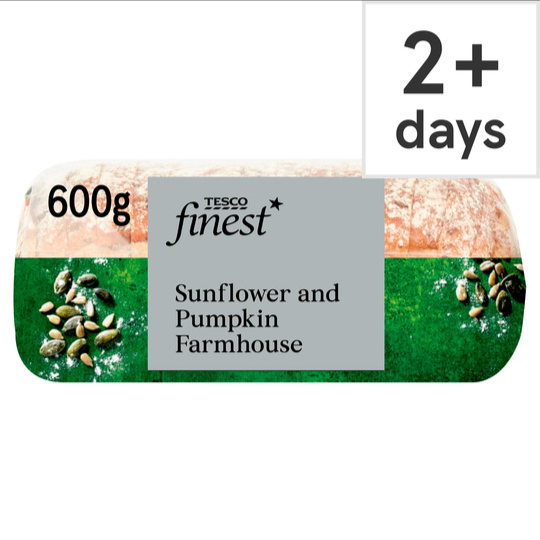 2+
days
600g
TESCO
finest
Sunflower and
Pumpkin
Farmhouse